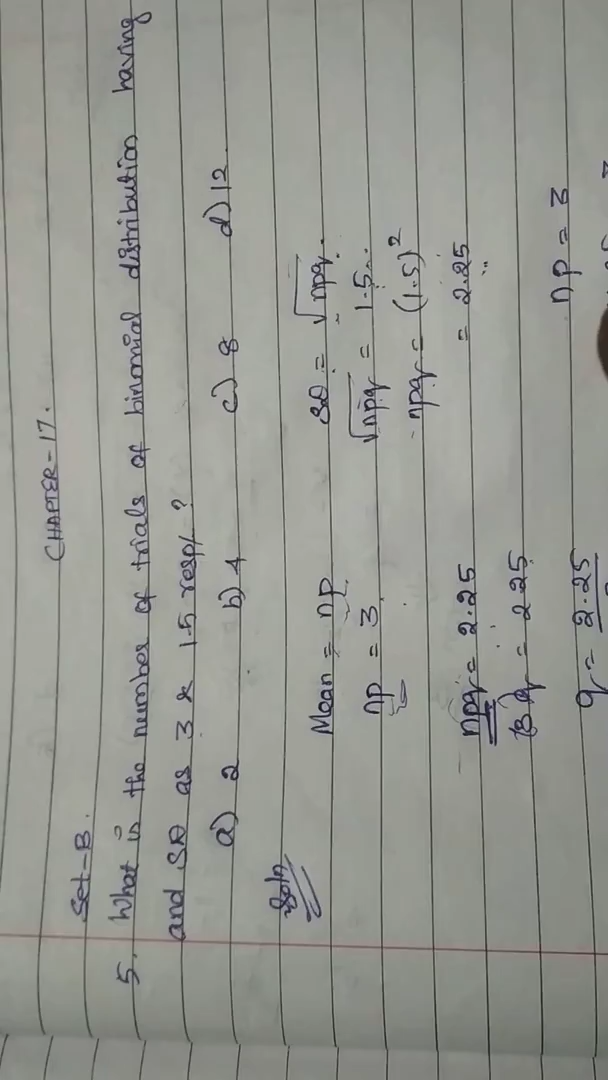 CHAPTER-17.
Set-B.
5. What is the number of trials of binomial distribution having
and SD as 3 & 1.5 resp/. ?
a) 2 b) 4 c) 8 d) 12.
Soln
Mean = np SD = √npq.
np = 3 √npq = 1.5..
npq = (1.5)²
npq = 2.25 = 2.25
(3) q = 2.25
np = 3
q = 2.25